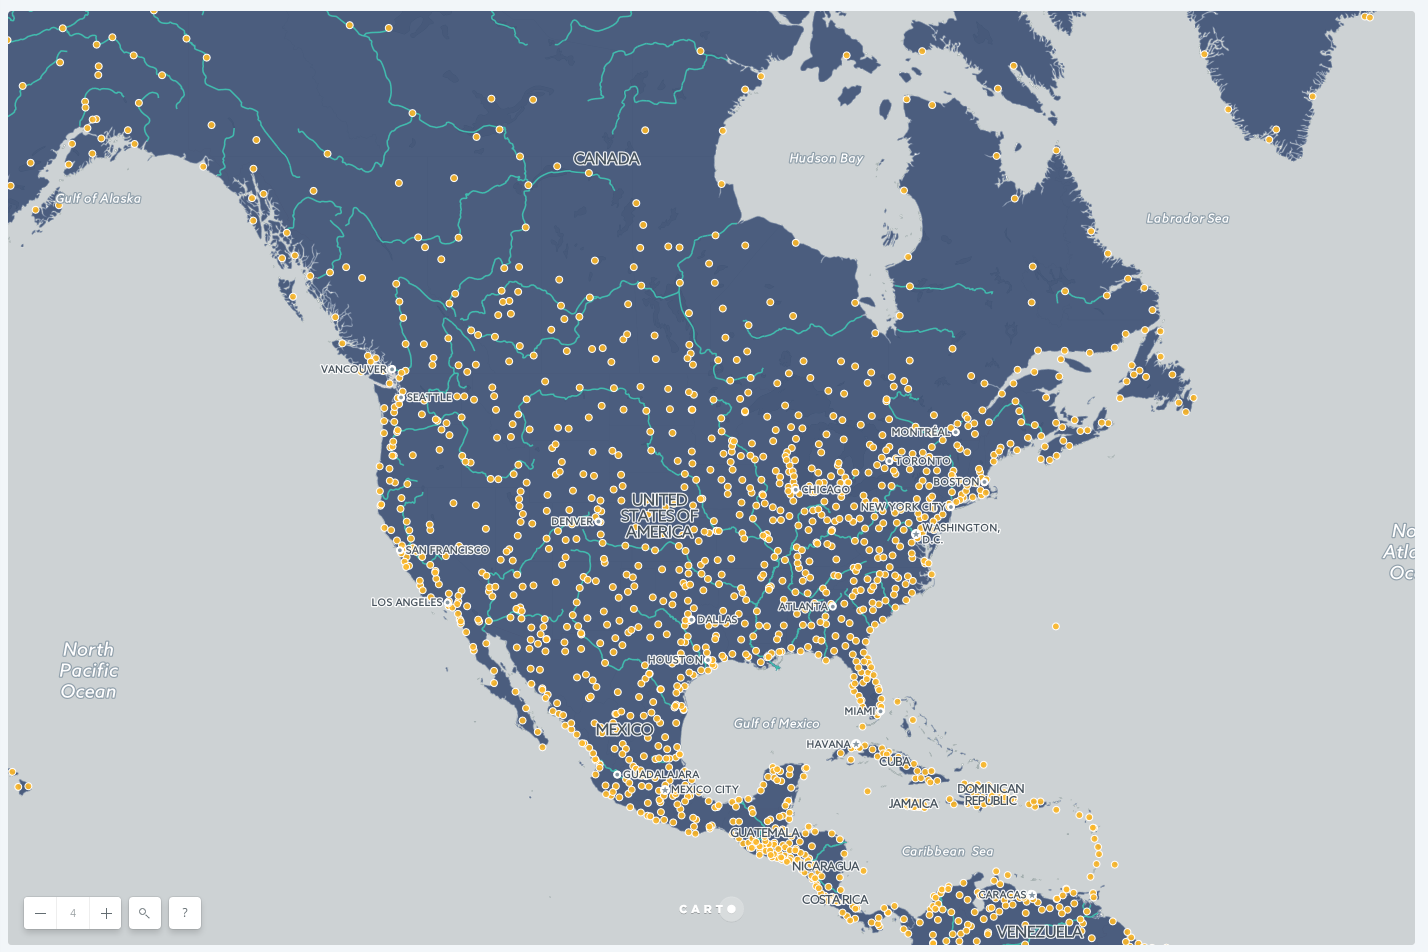 CANADA
Hudson Bay
Gulf of Alaska
Labrador Sea
VANCOUVER
SEATTLE
MONTRÉAL
TORONTO
BOSTON
CHICAGO
NEW YORK CITY
UNITED
STATES OF
AMERICA
DENVER
WASHINGTON,
D.C.
SAN FRANCISCO
No
Atl
Oc
LOS ANGELES
ATLANTA
DALLAS
North
Pacific
Ocean
HOUSTON
MIAMI
Gulf of Mexico
MEXICO
HAVANA
CUBA
GUADALAJARA
MEXICO CITY
DOMINICAN
REPUBLIC
JAMAICA
GUATEMALA
Caribbean Sea
NICARAGUA
CARACAS
COSTA RICA
VENEZUELA
4
?
CARTO